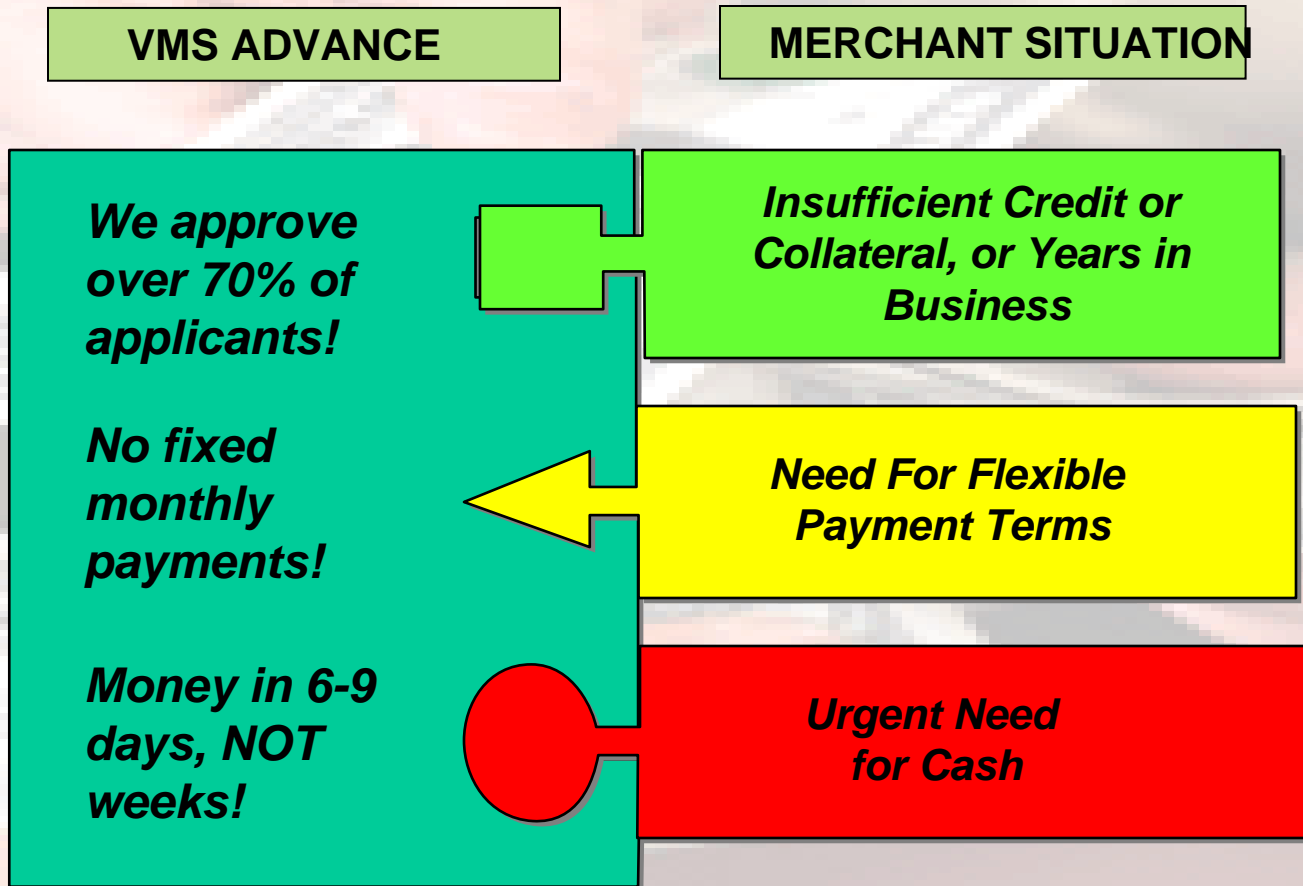 VMS ADVANCE
MERCHANT SITUATION
We approve
over 70% of
applicants!
Insufficient Credit or
Collateral, or Years in
Business
No fixed
monthly
payments!
Need For Flexible
Payment Terms
Money in 6-9
days, NOT
weeks!
Urgent Need
for Cash